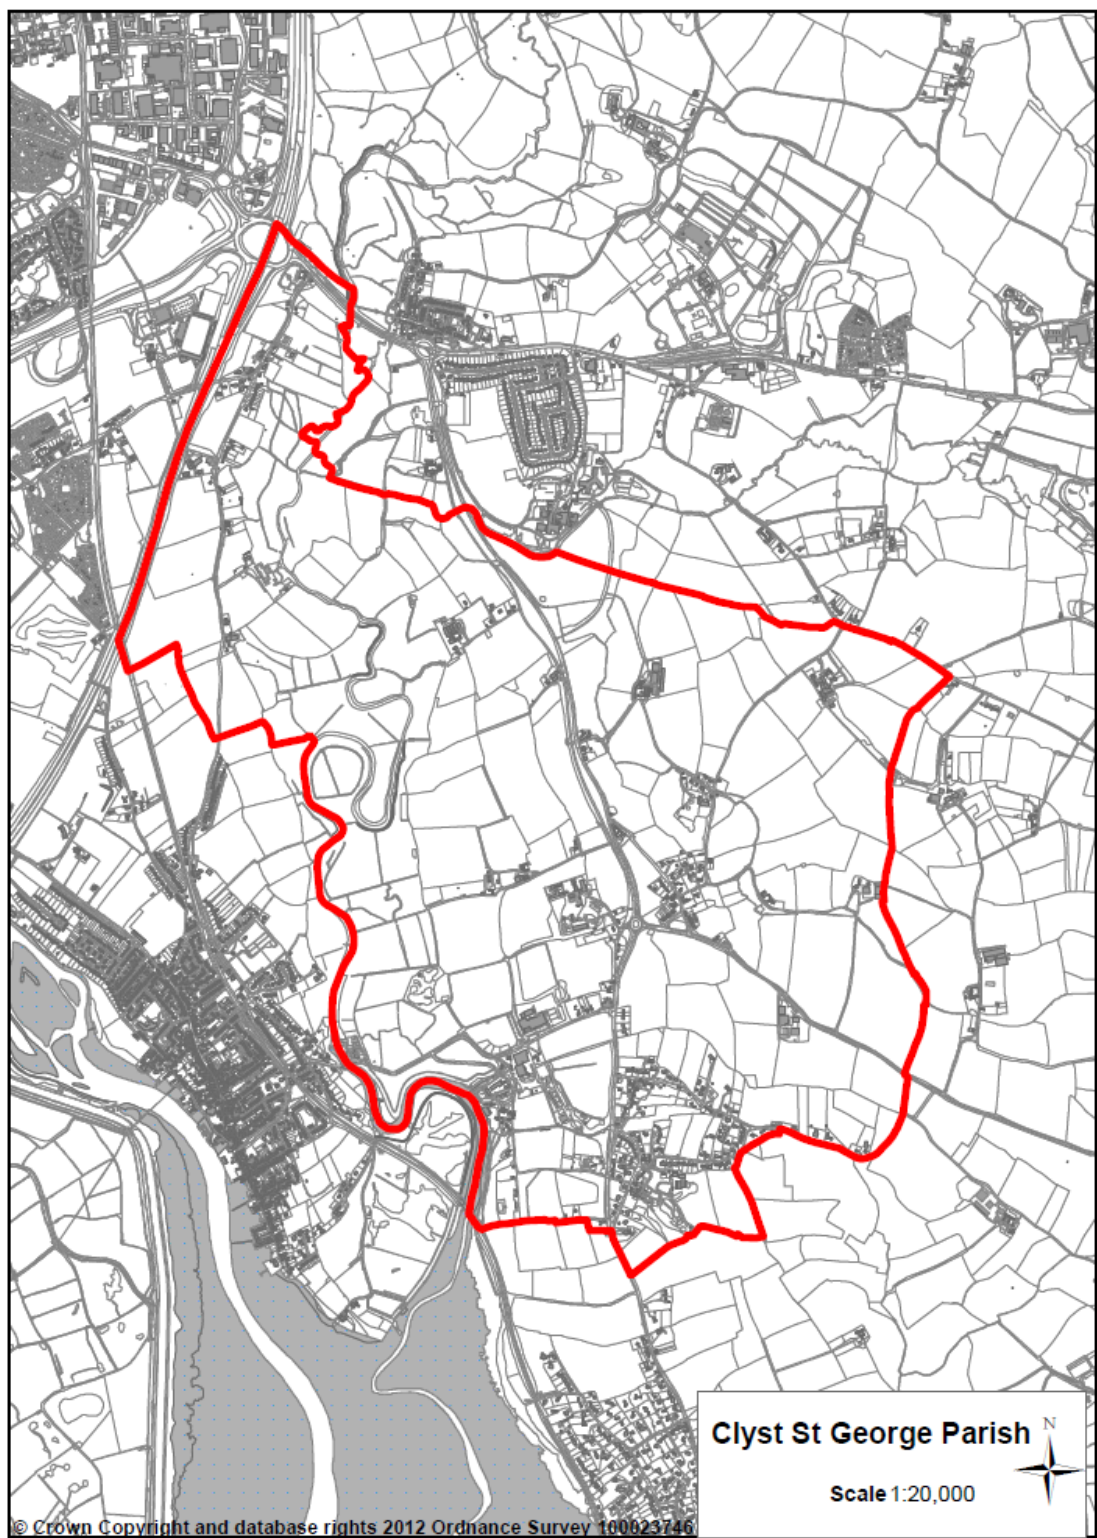 Clyst St George Parish
N
Scale 1:20,000
© Crown Copyright and database rights 2012 Ordnance Survey 100023746